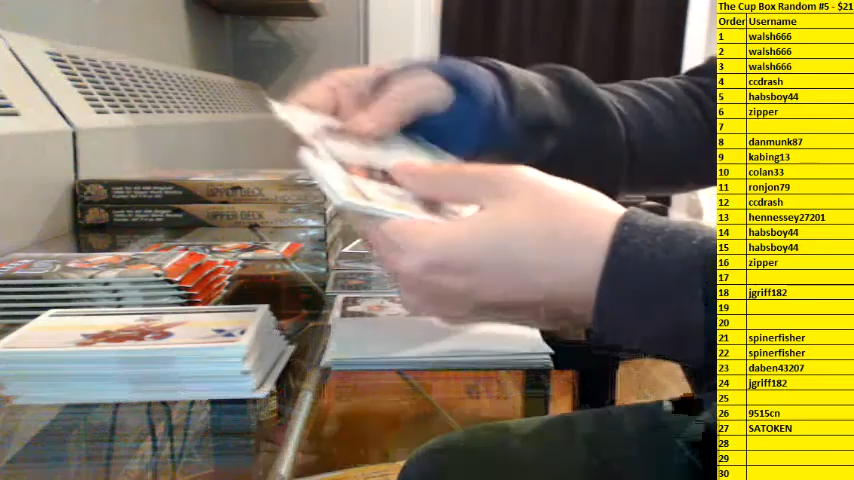 The Cup Box Random #5 - $21
Order Username
1 walsh666
2 walsh666
3 walsh666
4 ccdrash
5 habsboy44
6 zipper
7
8 danmunk87
9 kabing13
10 colan33
11 ronjon79
12 ccdrash
13 hennessey27201
14 habsboy44
15 habsboy44
16 zipper
17
18 jgriff182
19
20
21 spinerfisher
22 spinerfisher
23 daben43207
24 jgriff182
25
26 9515cn
27 SATOKEN
28
29
30
UPPER DECK
UPPER DECK